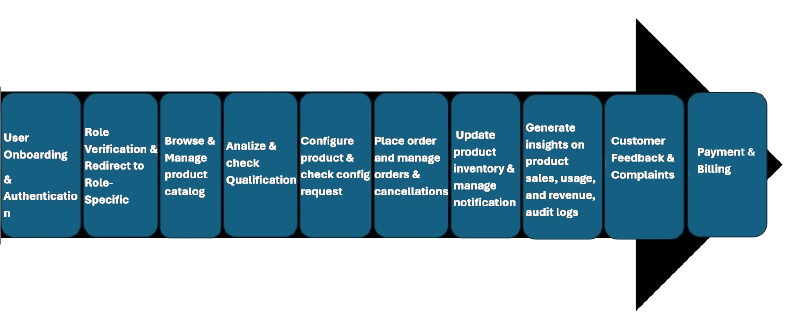 User
Onboarding
&
Authenticatio
n
Role
Verification &
Redirect to
Role-
Specific
Browse &
Manage
product
catalog
Analize &
check
Qualification
Configure
product &
check config
request
Place order
and manage
orders &
cancellations
Update
product
inventory &
manage
notification
Generate
insights on
product
sales, usage,
and revenue,
audit logs
Customer
Feedback &
Complaints
Payment &
Billing